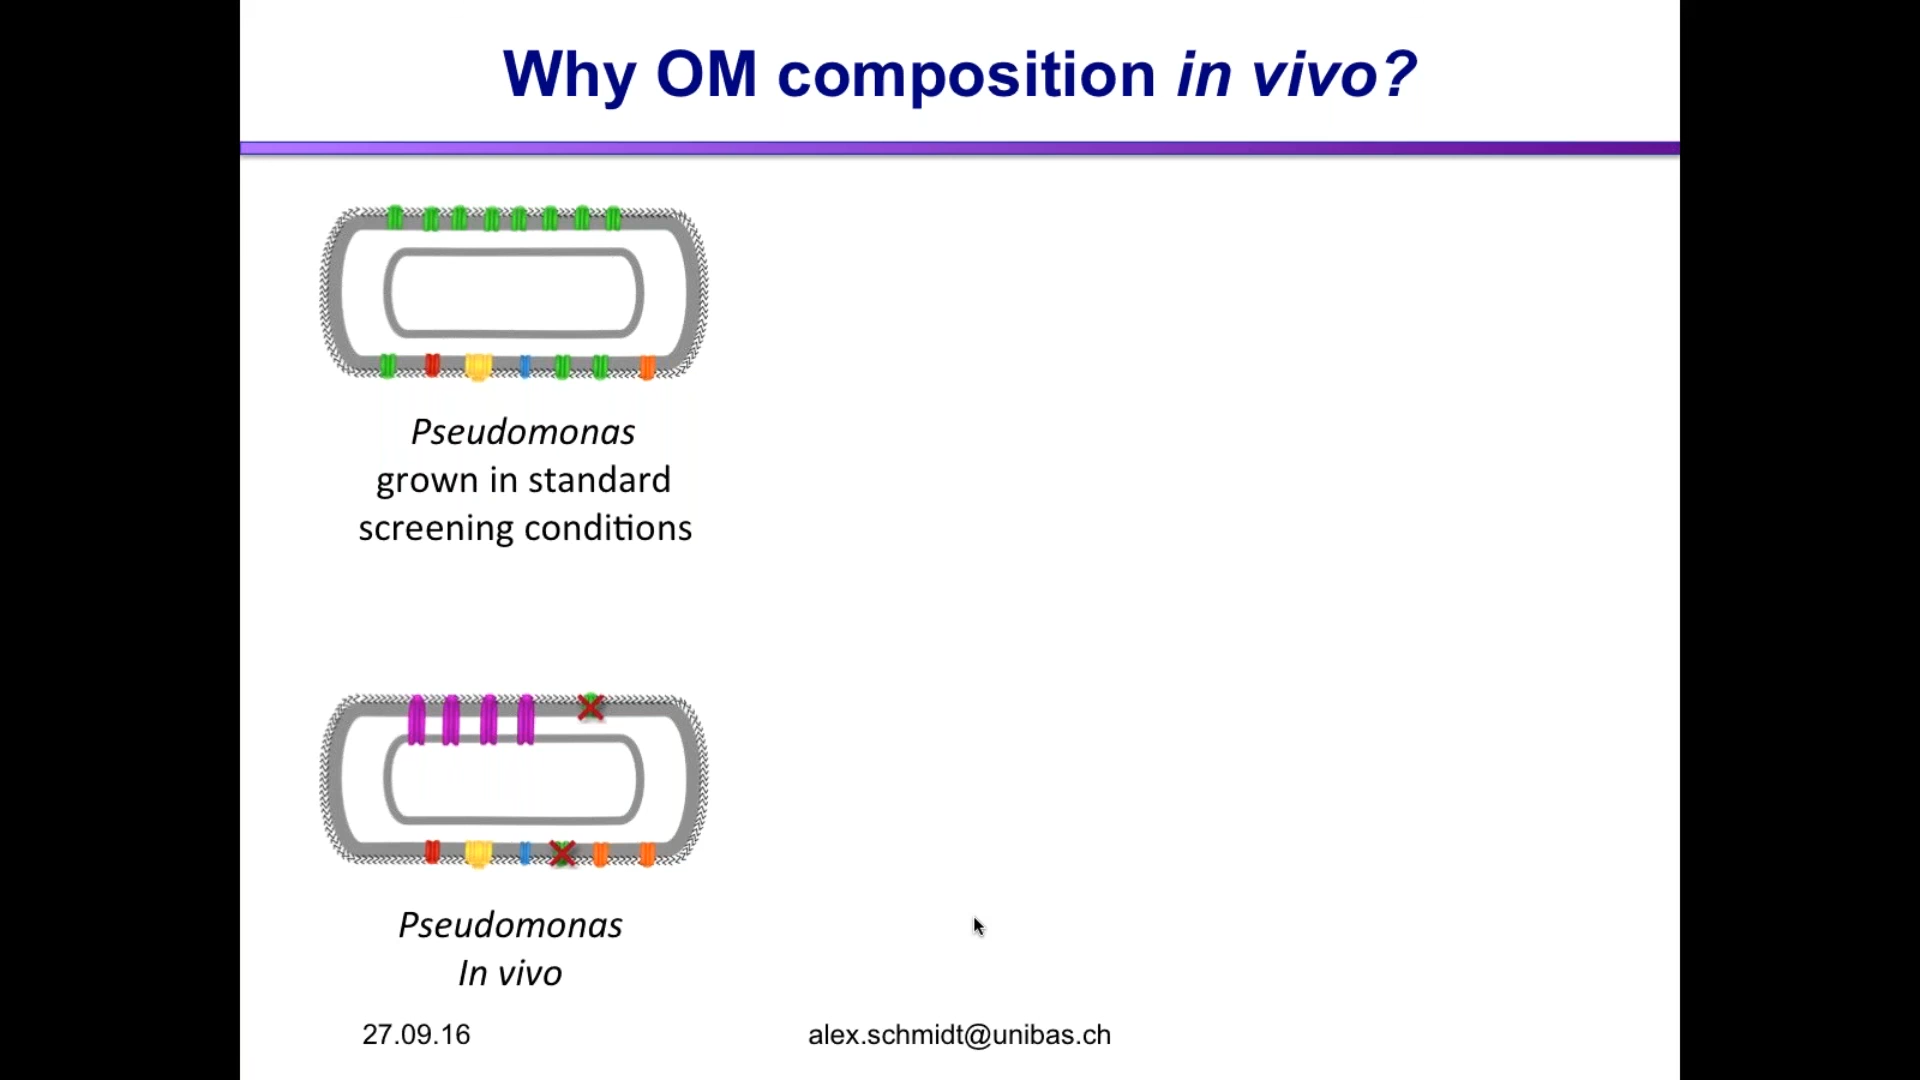 Why OM composition in vivo?
Pseudomonas
grown in standard
screening conditions
Pseudomonas
In vivo
27.09.16
alex.schmidt@unibas.ch